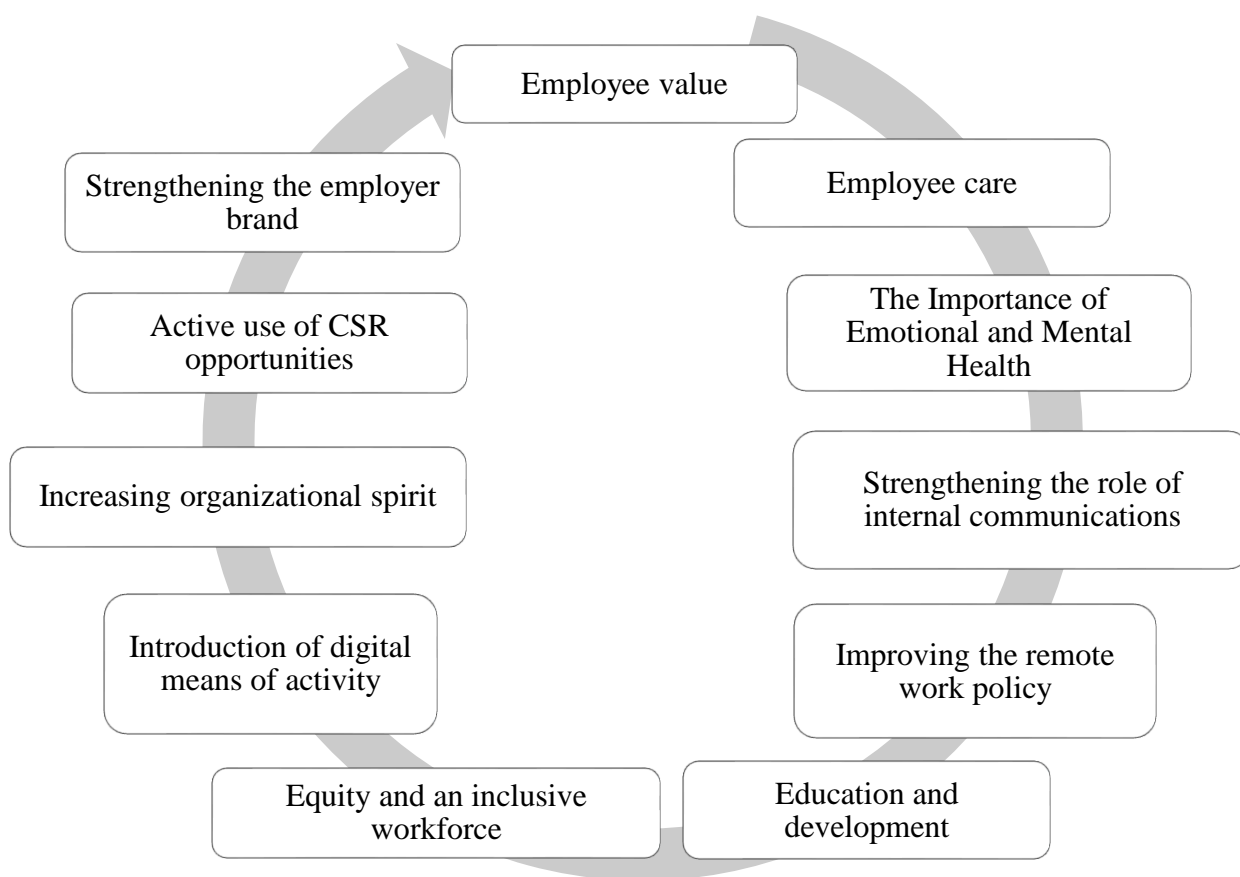 Employee value
Employee care
The Importance of
Emotional and Mental
Health
Strengthening the role of
internal communications
Improving the remote
work policy
Education and
development
Equity and an inclusive
workforce
Introduction of digital
means of activity
Increasing organizational spirit
Active use of CSR
opportunities
Strengthening the employer
brand